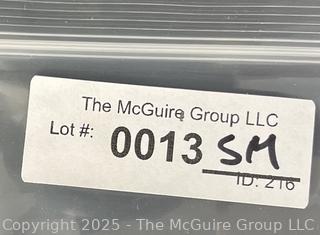 The McGuire Group LLC
Lot #: 0013 SM
ID: 216
Copyright 2025 - The McGuire Group LLC